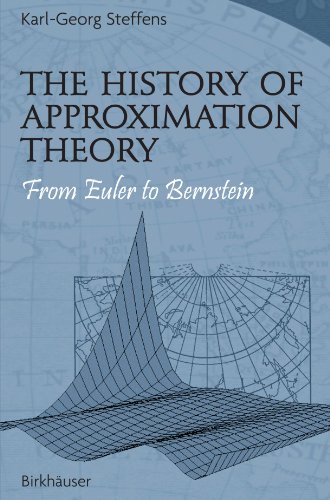 Karl-Georg Steffens
THE HISTORY OF
APPROXIMATION
THEORY
From Euler to Bernstein
Birkhäuser